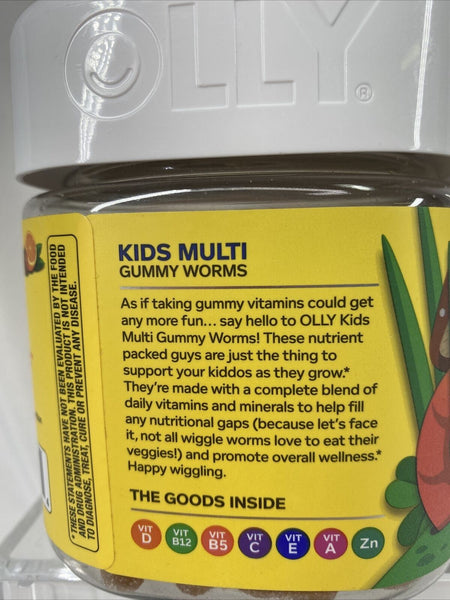 OLLY®
KIDS MULTI
GUMMY WORMS
As if taking gummy vitamins could get
any more fun... say hello to OLLY Kids
Multi Gummy Worms! These nutrient
packed guys are just the thing to
support your kiddos as they grow.*
They're made with a complete blend of
daily vitamins and minerals to help fill
any nutritional gaps (because let's face
it, not all wiggle worms love to eat their
veggies!) and promote overall wellness.*
Happy wiggling.
THE GOODS INSIDE
VIT D
VIT B12
VIT B5
VIT C
VIT E
VIT A
Zn
*THESE STATEMENTS HAVE NOT BEEN EVALUATED BY THE FOOD
AND DRUG ADMINISTRATION. THIS PRODUCT IS NOT INTENDED
TO DIAGNOSE, TREAT, CURE OR PREVENT ANY DISEASE.